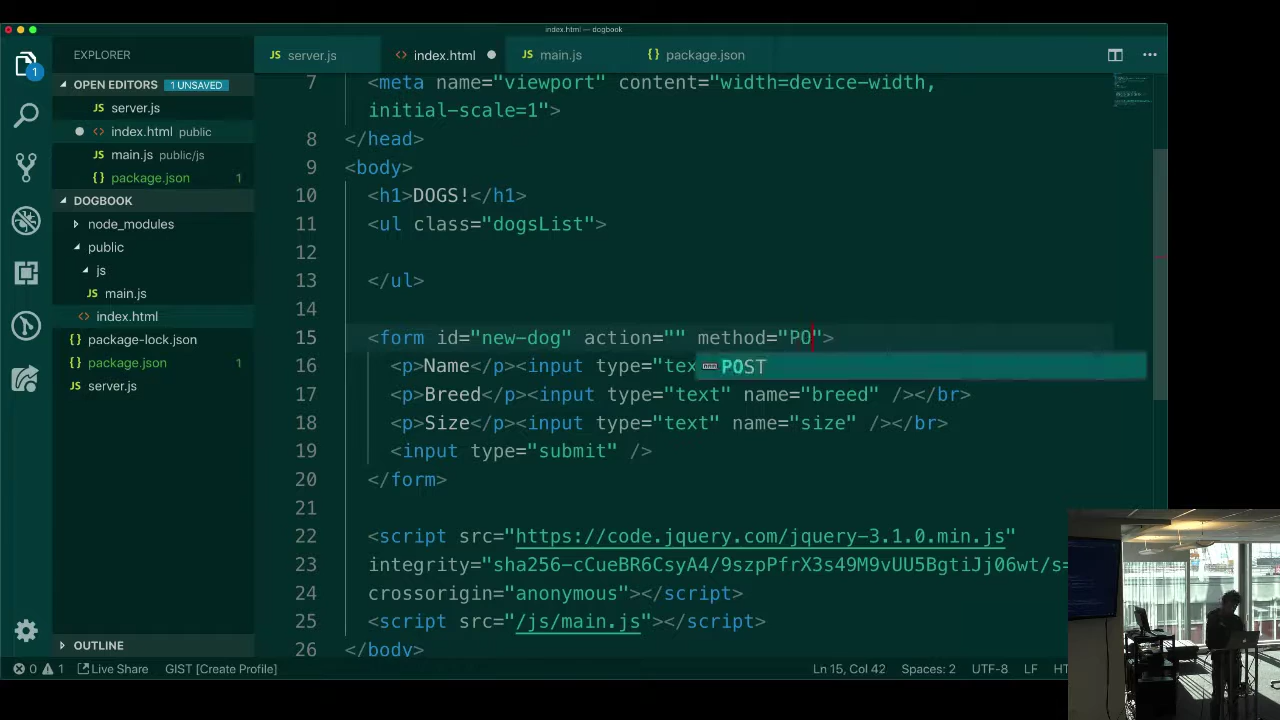 index.html — dogbook
EXPLORER
OPEN EDITORS 1 UNSAVED
JS server.js
<> index.html public
JS main.js public/js
{} package.json 1
DOGBOOK
node_modules
public
js
JS main.js
<> index.html
{} package-lock.json
{} package.json 1
JS server.js
OUTLINE
1
JS server.js
<> index.html
JS main.js
{} package.json
7 <meta name="viewport" content="width=device-width,
initial-scale=1">
8 </head>
9 <body>
10 <h1>DOGS!</h1>
11 <ul class="dogsList">
12
13 </ul>
14
15 <form id="new-dog" action="" method="PO">
16 <p>Name</p><input type="tex
POST
17 <p>Breed</p><input type="text" name="breed" /></br>
18 <p>Size</p><input type="text" name="size" /></br>
19 <input type="submit" />
20 </form>
21
22 <script src="https://code.jquery.com/jquery-3.1.0.min.js"
23 integrity="sha256-cCueBR6CsyA4/9szpPfrX3s49M9vUU5BgtiJj06wt/s=
24 crossorigin="anonymous"></script>
25 <script src="/js/main.js"></script>
26 </body>
0 1 Live Share GIST [Create Profile] Ln 15, Col 42 Spaces: 2 UTF-8 LF HT